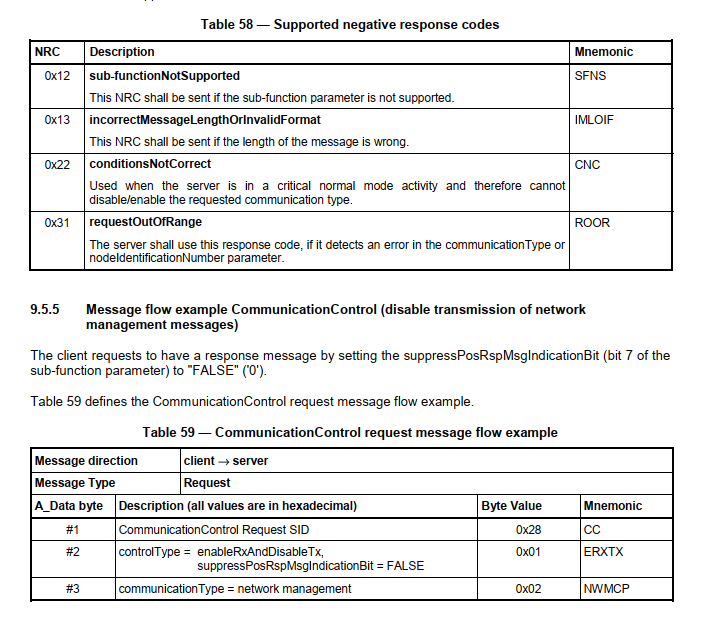 Table 58 — Supported negative response codes
NRC Description Mnemonic
0x12 sub-functionNotSupported SFNS
This NRC shall be sent if the sub-function parameter is not supported.
0x13 incorrectMessageLengthOrInvalidFormat IMLOIF
This NRC shall be sent if the length of the message is wrong.
0x22 conditionsNotCorrect CNC
Used when the server is in a critical normal mode activity and therefore cannot
disable/enable the requested communication type.
0x31 requestOutOfRange ROOR
The server shall use this response code, if it detects an error in the communicationType or
nodeIdentificationNumber parameter.
9.5.5 Message flow example CommunicationControl (disable transmission of network
management messages)
The client requests to have a response message by setting the suppressPosRspMsgIndicationBit (bit 7 of the
sub-function parameter) to "FALSE" ('0').
Table 59 defines the CommunicationControl request message flow example.
Table 59 — CommunicationControl request message flow example
Message direction client → server
Message Type Request
A_Data byte Description (all values are in hexadecimal) Byte Value Mnemonic
#1 CommunicationControl Request SID 0x28 CC
#2 controlType = enableRxAndDisableTx, 0x01 ERXTX
suppressPosRspMsgIndicationBit = FALSE
#3 communicationType = network management 0x02 NWMCP